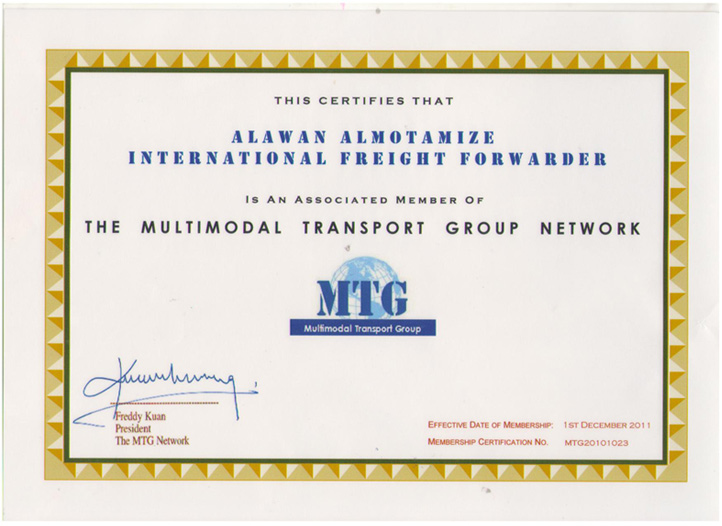 THIS CERTIFIES THAT
ALAWAN ALMOTAMIZE
INTERNATIONAL FREIGHT FORWARDER
IS AN ASSOCIATED MEMBER OF
THE MULTIMODAL TRANSPORT GROUP NETWORK
MTG
Multimodal Transport Group
Freddy Kuan
President
The MTG Network
EFFECTIVE DATE OF MEMBERSHIP: 1ST DECEMBER 2011
MEMBERSHIP CERTIFICATION NO. MTG20101023